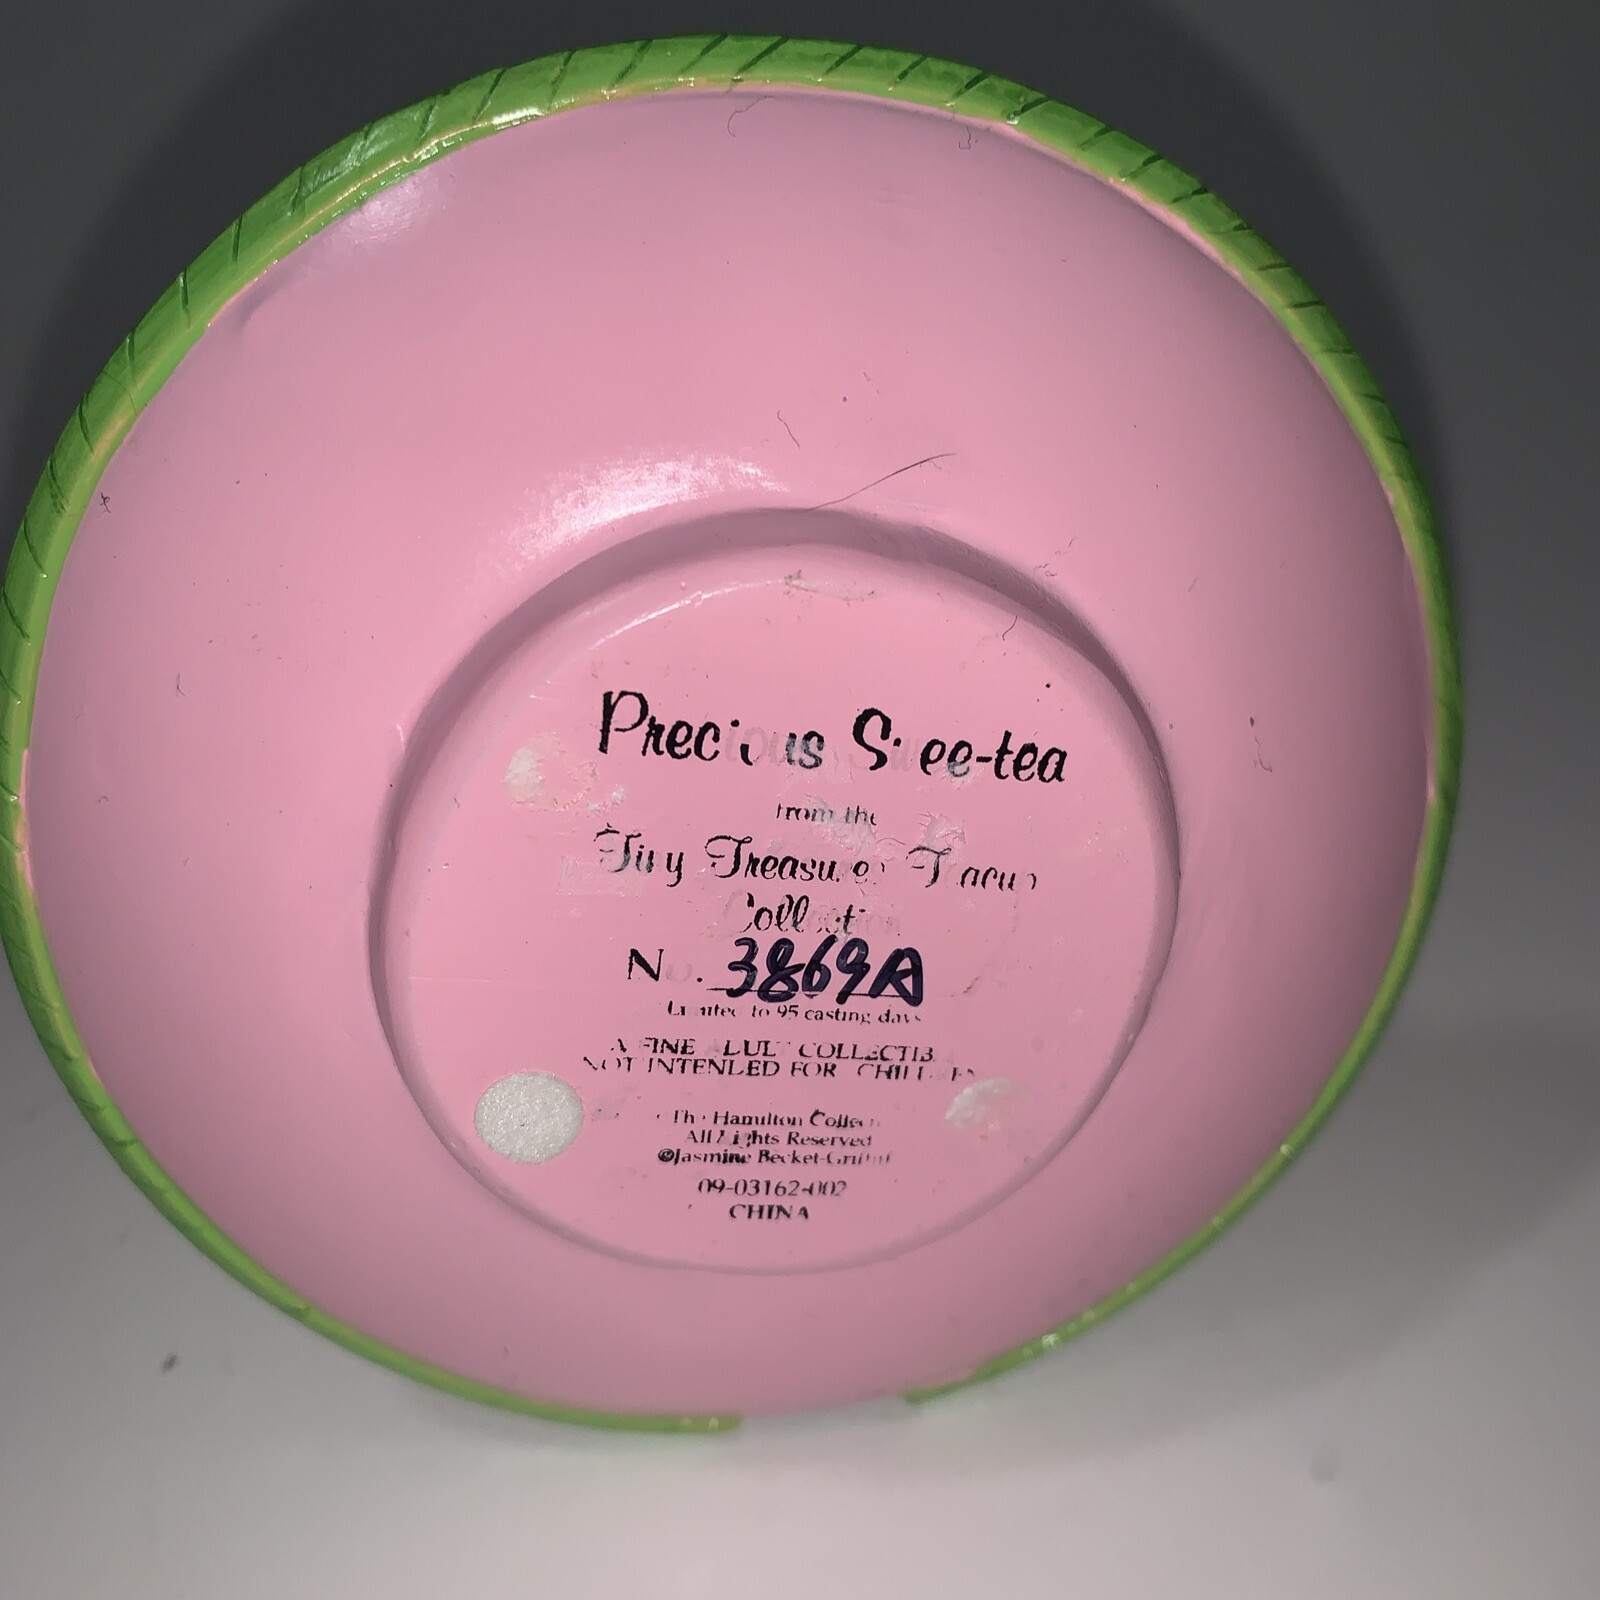 Precious Swee-tea
from the
Tiny Treasures Teacup
Collection
No. 3869A
Limited to 95 casting days
A FINE ADULT COLLECTIBLE
NOT INTENDED FOR CHILDREN
The Hamilton Collection
All Rights Reserved
©Jasmine Becket-Griffith
09-03162-002
CHINA